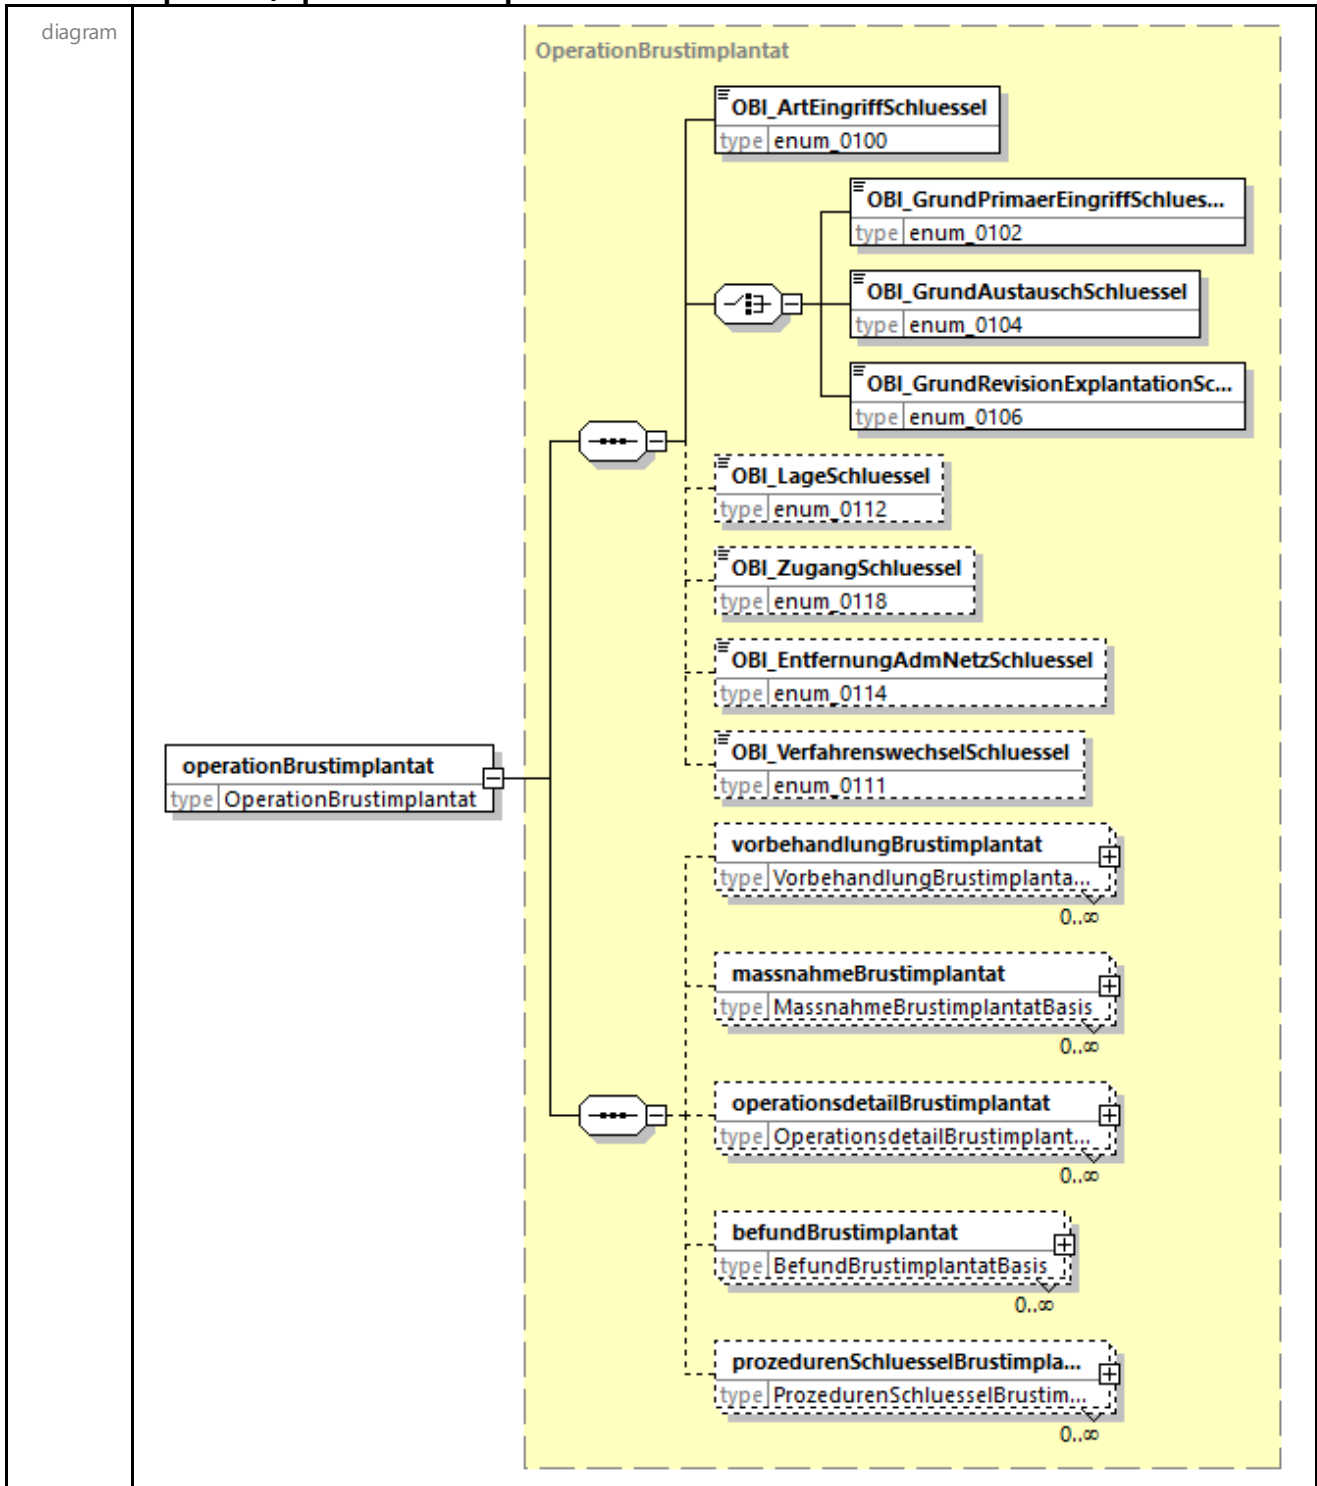 diagram
OperationBrustimplantat
OBI_ArtEingriffSchluessel
type enum_0100
OBI_GrundPrimaerEingriffSchlues...
type enum_0102
OBI_GrundAustauschSchluessel
type enum_0104
OBI_GrundRevisionExplantationSc...
type enum_0106
OBI_LageSchluessel
type enum_0112
OBI_ZugangSchluessel
type enum_0118
OBI_EntfernungAdmNetzSchluessel
type enum_0114
OBI_VerfahrenswechselSchluessel
type enum_0111
operationBrustimplantat
type OperationBrustimplantat
vorbehandlungBrustimplantat
type VorbehandlungBrustimplanta...
0..∞
massnahmeBrustimplantat
type MassnahmeBrustimplantatBasis
0..∞
operationsdetailBrustimplantat
type OperationsdetailBrustimplant...
0..∞
befundBrustimplantat
type BefundBrustimplantatBasis
0..∞
prozedurenSchluesselBrustimpla...
type ProzedurenSchluesselBrustim...
0..∞